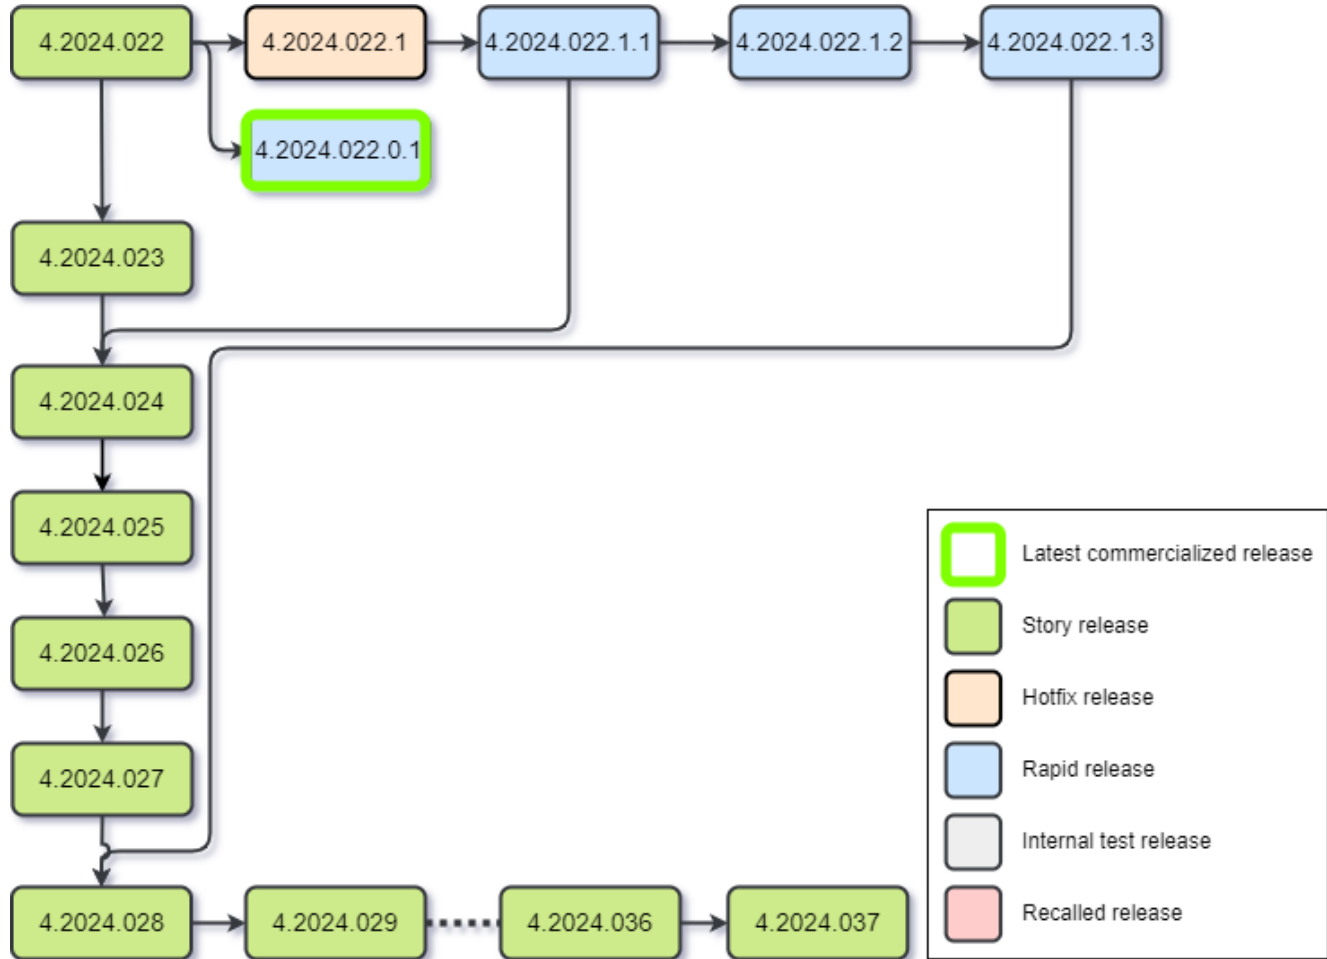 4.2024.022
4.2024.022.1
4.2024.022.1.1
4.2024.022.1.2
4.2024.022.1.3
4.2024.022.0.1
4.2024.023
4.2024.024
4.2024.025
4.2024.026
4.2024.027
4.2024.028
4.2024.029
4.2024.036
4.2024.037
Latest commercialized release
Story release
Hotfix release
Rapid release
Internal test release
Recalled release